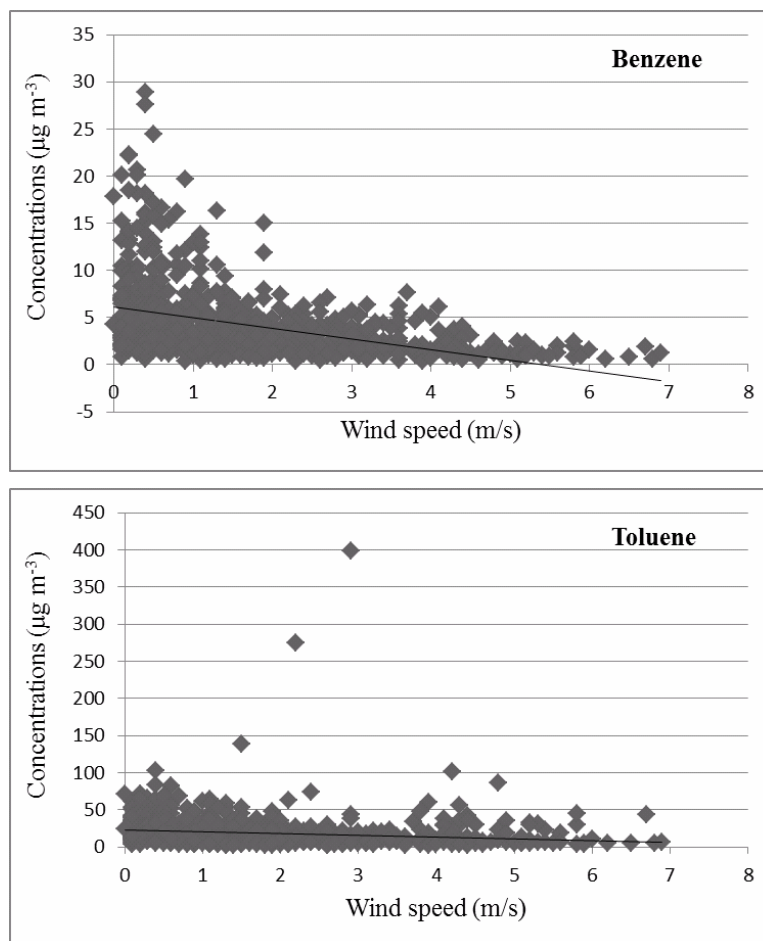 Benzene
Concentrations (µg m-3)
35
30
25
20
15
10
5
0
-5
0 1 2 3 4 5 6 7 8
Wind speed (m/s)
Toluene
Concentrations (µg m-3)
450
400
350
300
250
200
150
100
50
0
0 1 2 3 4 5 6 7 8
Wind speed (m/s)